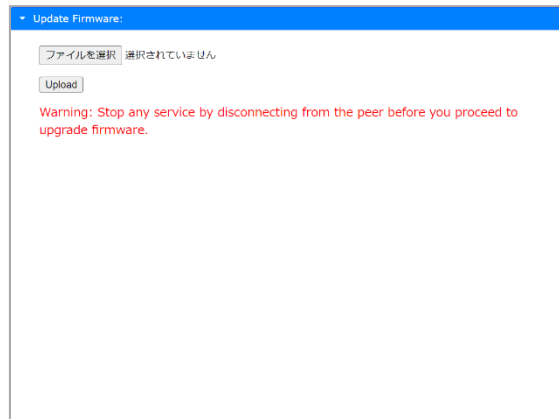 Update Firmware:
ファイルを選択 選択されていません
Upload
Warning: Stop any service by disconnecting from the peer before you proceed to
upgrade firmware.